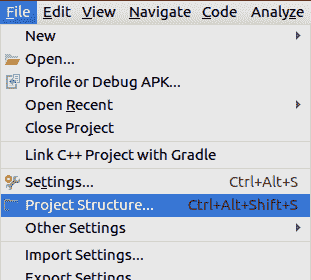 File Edit View Navigate Code Analyze
New
Open...
Profile or Debug APK...
Open Recent
Close Project
Link C++ Project with Gradle
Settings... Ctrl+Alt+S
Project Structure... Ctrl+Alt+Shift+S
Other Settings
Import Settings...
Export Settings